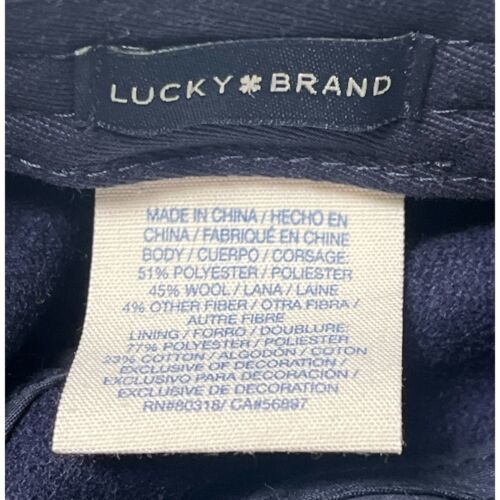 LUCKY BRAND
MADE IN CHINA / HECHO EN
CHINA / FABRIQUÉ EN CHINE
BODY / CUERPO / CORSAGE:
51% POLYESTER / POLIESTER
45% WOOL / LANA / LAINE
4% OTHER FIBER / OTRA FIBRA /
AUTRE FIBRE
LINING / FORRO / DOUBLURE:
77% POLYESTER / POLIESTER
23% COTTON / ALGODÓN / COTON
EXCLUSIVE OF DECORATION /
EXCLUSIVO PARA DECORACIÓN /
EXCLUSIVE DE DECORATION
RN#80318/ CA#56897